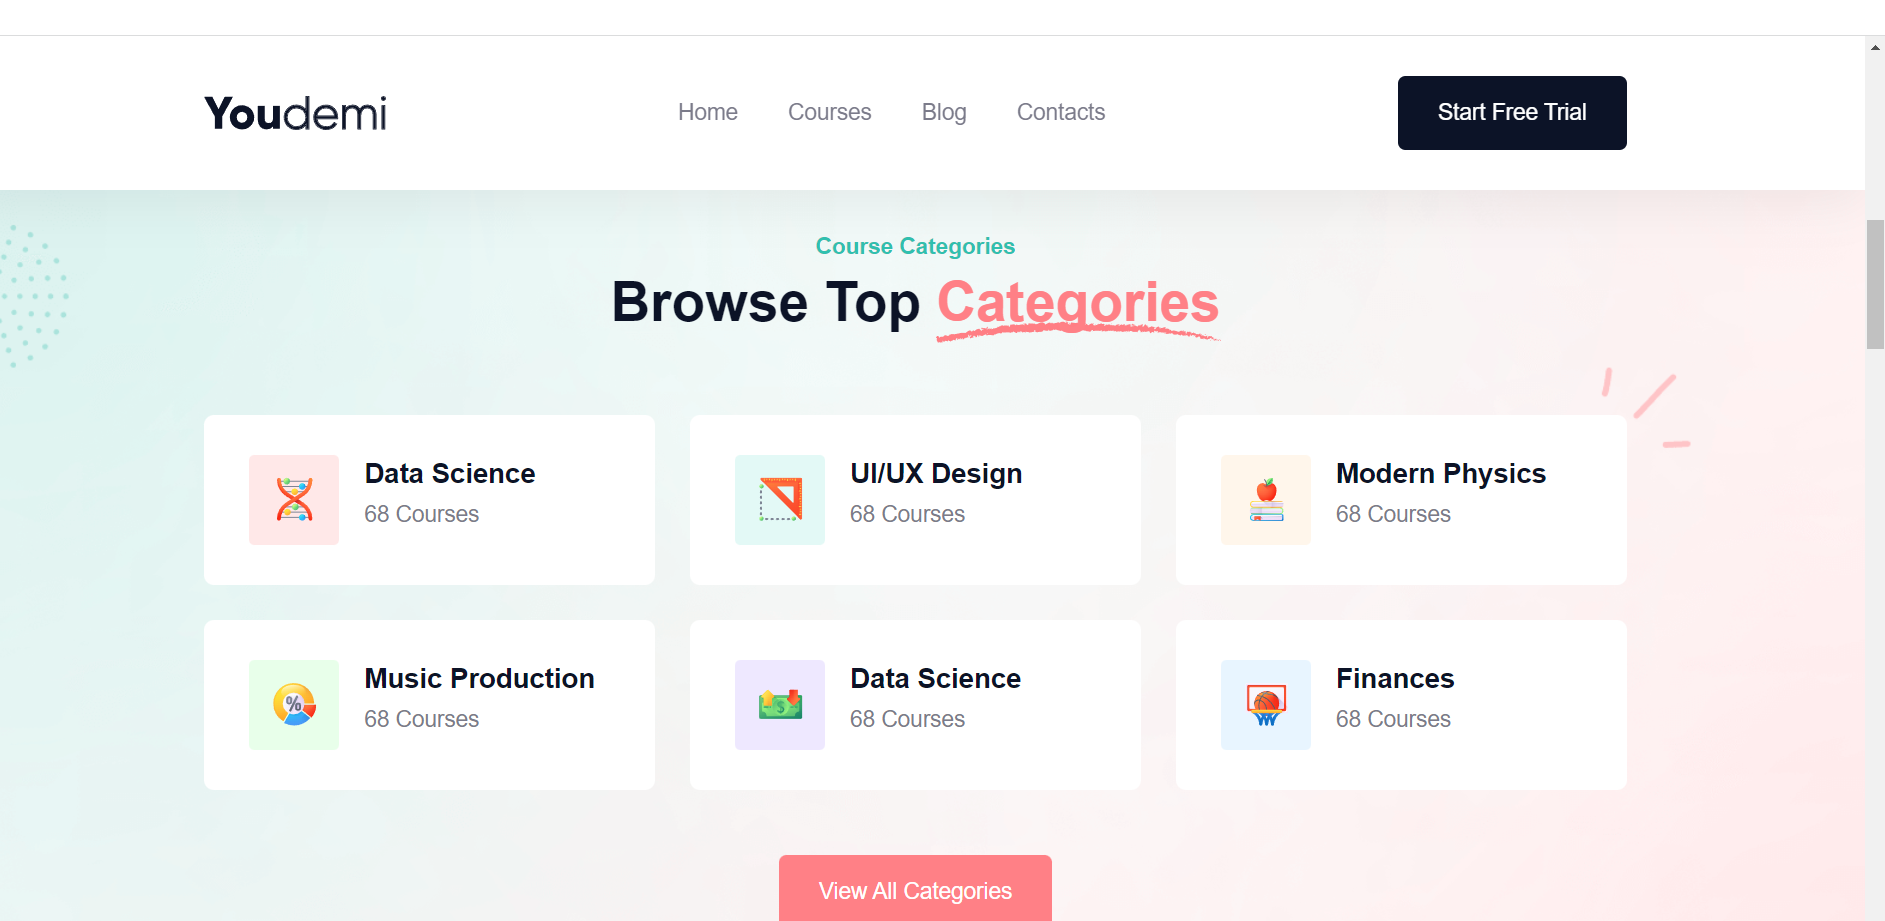 Youdemi
Home Courses Blog Contacts
Start Free Trial
Course Categories
Browse Top Categories
Data Science
68 Courses
UI/UX Design
68 Courses
Modern Physics
68 Courses
%
Music Production
68 Courses
$
Data Science
68 Courses
Finances
68 Courses
View All Categories